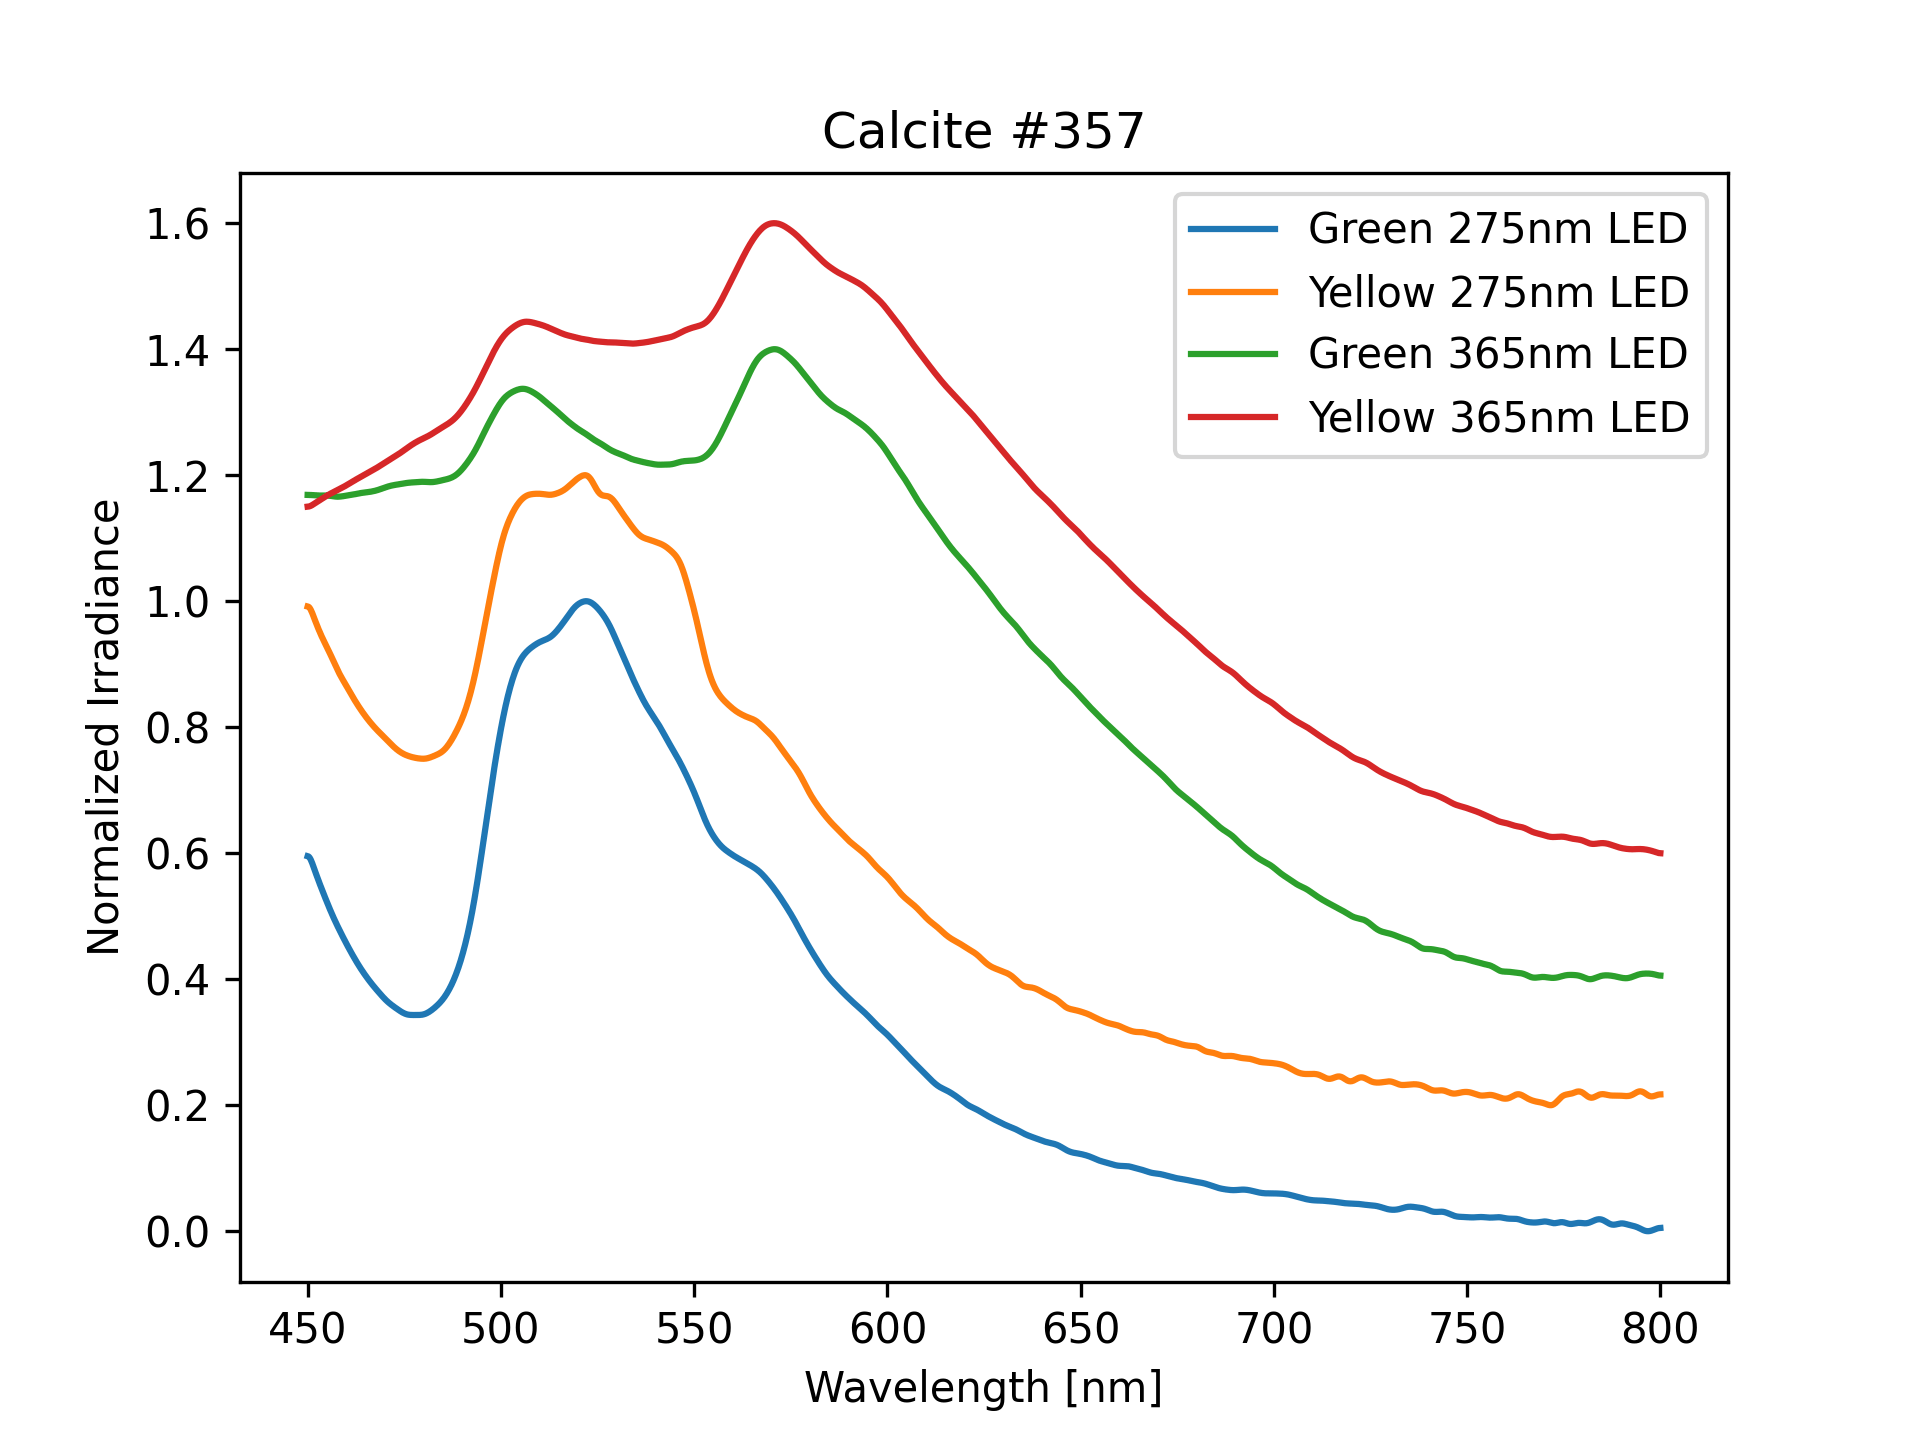 Calcite #357
Green 275nm LED
Yellow 275nm LED
Green 365nm LED
Yellow 365nm LED
Normalized Irradiance
1.6
1.4
1.2
1.0
0.8
0.6
0.4
0.2
0.0
450 500 550 600 650 700 750 800
Wavelength [nm]